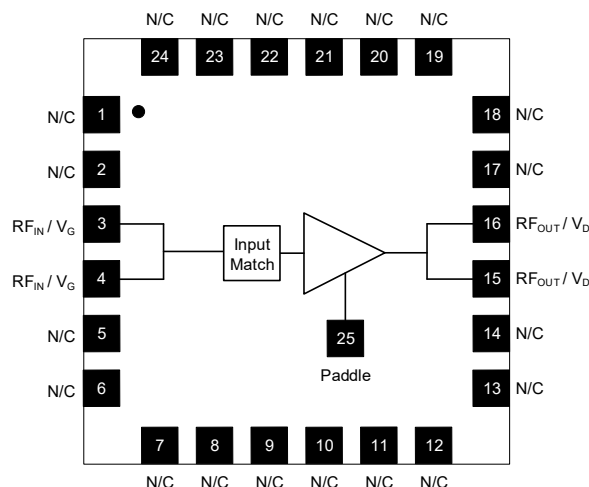 N/C N/C N/C N/C N/C N/C
24 23 22 21 20 19
N/C 1 18 N/C
N/C 2 17 N/C
RFIN / VG 3 16 RFOUT / VD
Input
Match
RFIN / VG 4 15 RFOUT / VD
N/C 5 14 N/C
25
Paddle
N/C 6 13 N/C
7 8 9 10 11 12
N/C N/C N/C N/C N/C N/C